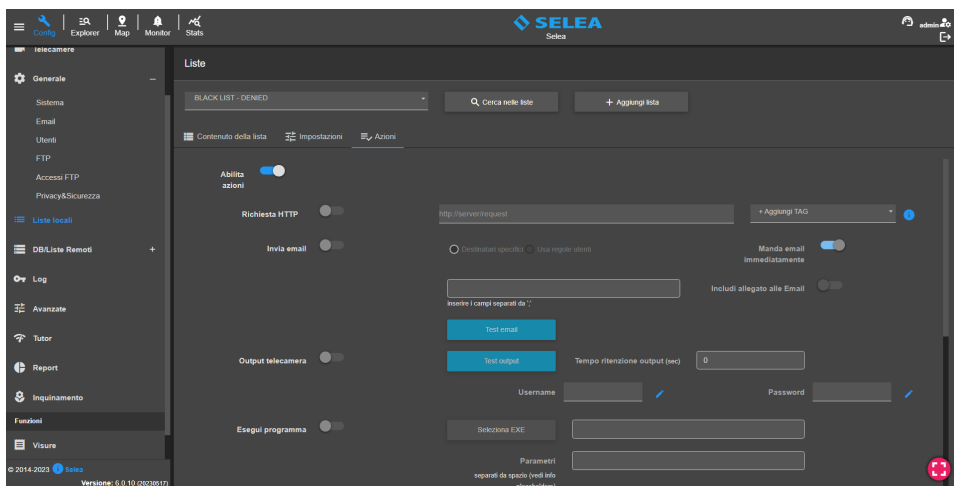 Config
Explorer
Map
Monitor
Stats
SELEA
Selea
admin
Telecamere
Generale
Sistema
Email
Utenti
FTP
Accessi FTP
Privacy&Sicurezza
Liste locali
DB/Liste Remoti
Log
Avanzate
Tutor
Report
Inquinamento
Funzioni
Visure
© 2014-2023 Selea
Versione: 6.0.10 (20230517)
Liste
BLACK LIST - DENIED
Cerca nelle liste
+ Aggiungi lista
Contenuto della lista
Impostazioni
Azioni
Abilita
azioni
Richiesta HTTP
http://server/request
+ Aggiungi TAG
Invia email
Destinatari specifici
Usa regole utenti
Manda email
immediatamente
Includi allegato alle Email
inserire i campi separati da ';'
Test email
Output telecamera
Test output
Tempo ritenzione output (sec)
0
Username
Password
Esegui programma
Seleziona EXE
Parametri
separati da spazio (vedi info